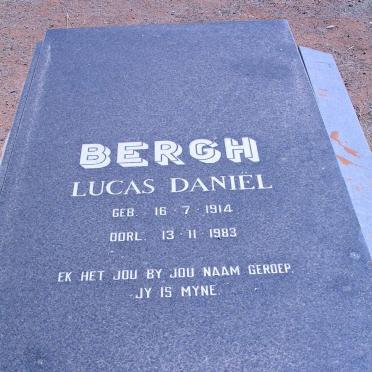 BERGH
LUCAS DANIËL
GEB. 16·7·1914
OORL. 13·11·1983
EK HET JOU BY JOU NAAM GEROEP.
JY IS MYNE.